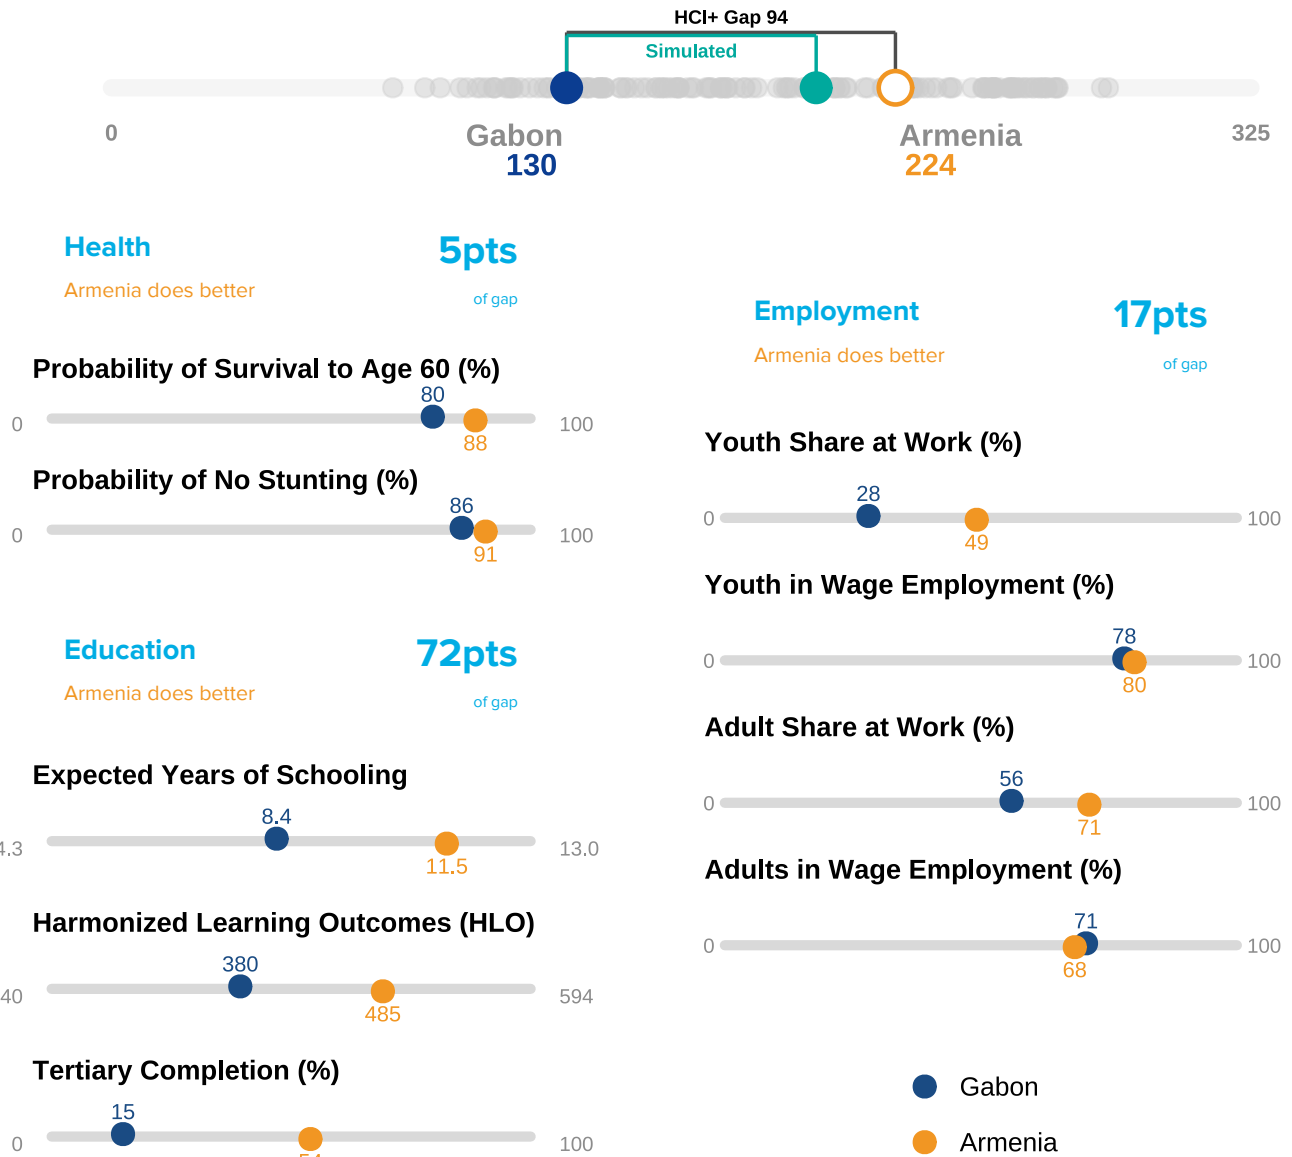 HCI+ Gap 94
Simulated
0
Gabon
130
Armenia
224
325
Health
5pts
Armenia does better
of gap
Probability of Survival to Age 60 (%)
80
0
100
88
Probability of No Stunting (%)
86
0
100
91
Education
72pts
Armenia does better
of gap
Expected Years of Schooling
8.4
4.3
13.0
11.5
Harmonized Learning Outcomes (HLO)
380
40
594
485
Tertiary Completion (%)
15
0
100
Employment
17pts
Armenia does better
of gap
Youth Share at Work (%)
28
0
100
49
Youth in Wage Employment (%)
78
0
100
80
Adult Share at Work (%)
56
0
100
71
Adults in Wage Employment (%)
71
0
100
68
Gabon
Armenia